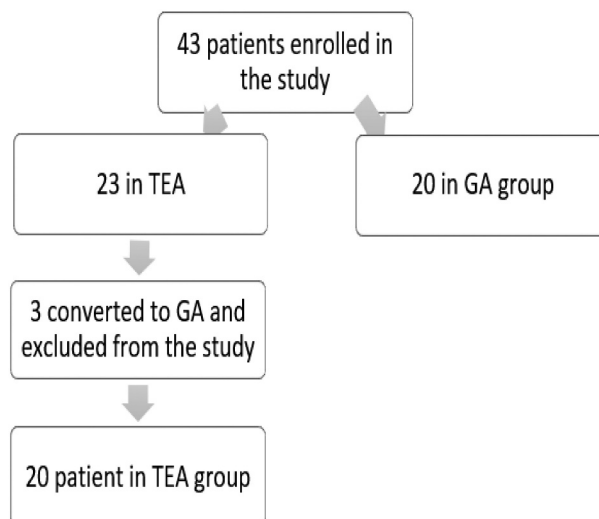 43 patients enrolled in
the study
23 in TEA
20 in GA group
3 converted to GA and
excluded from the study
20 patient in TEA group